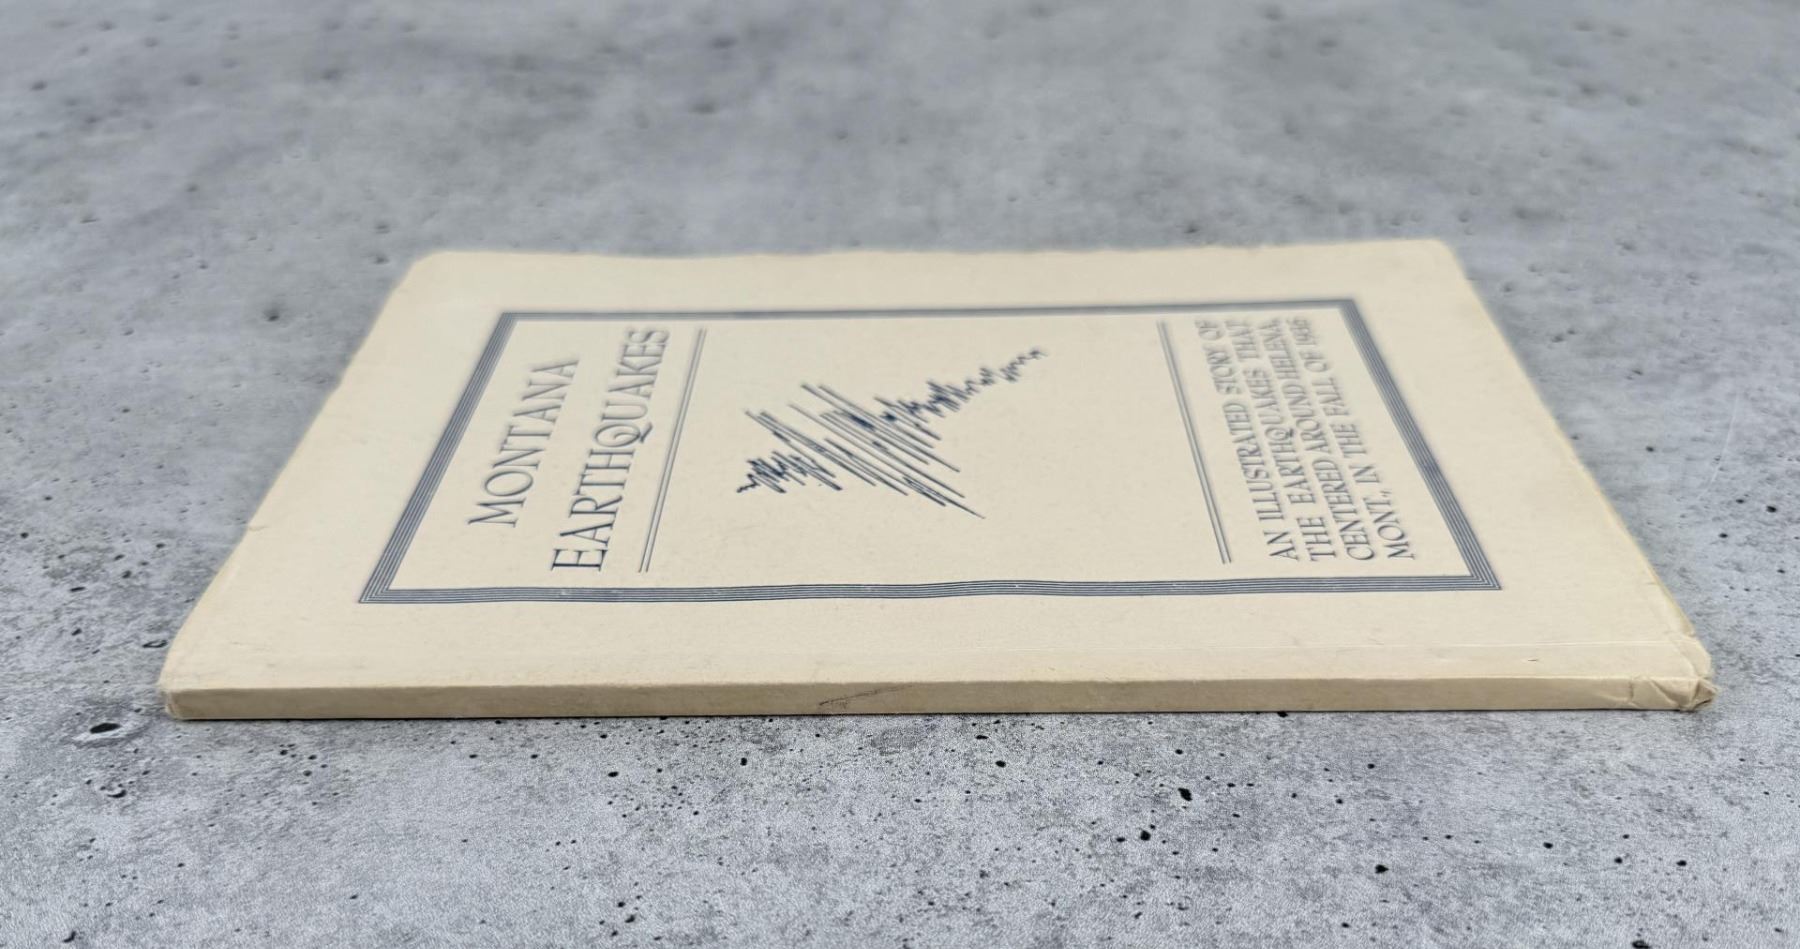 MONTANA
EARTHQUAKES
AN ILLUSTRATED STORY OF
THE EARTHQUAKES THAT
CENTERED AROUND HELENA,
MONT., IN THE FALL OF 1935